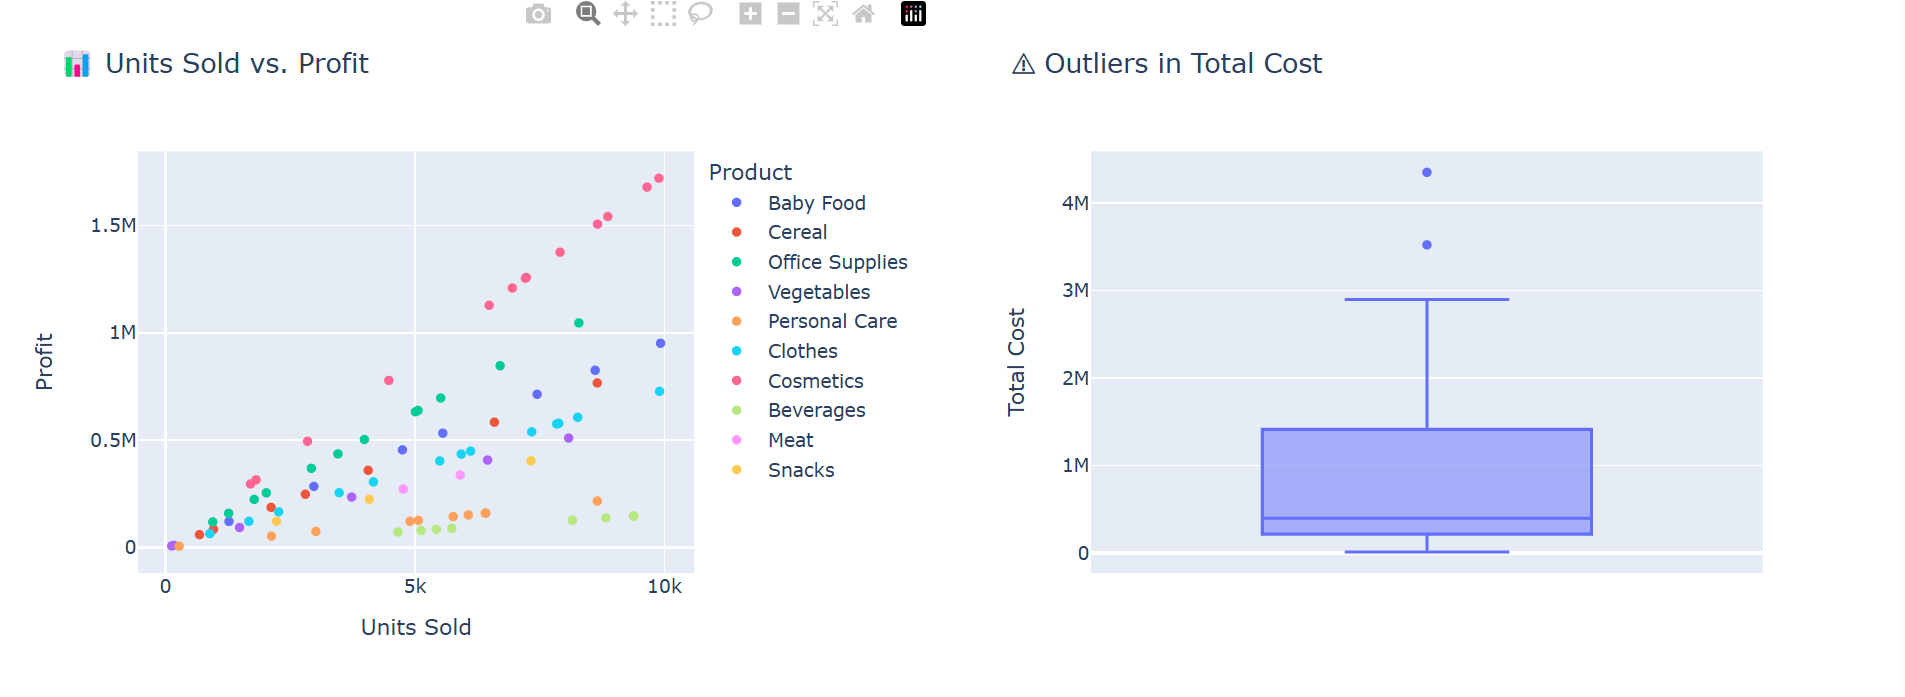 📊 Units Sold vs. Profit
1.5M
1M
0.5M
0
0
5k
10k
Units Sold
Profit
Product
Baby Food
Cereal
Office Supplies
Vegetables
Personal Care
Clothes
Cosmetics
Beverages
Meat
Snacks
⚠ Outliers in Total Cost
4M
3M
2M
1M
0
Total Cost